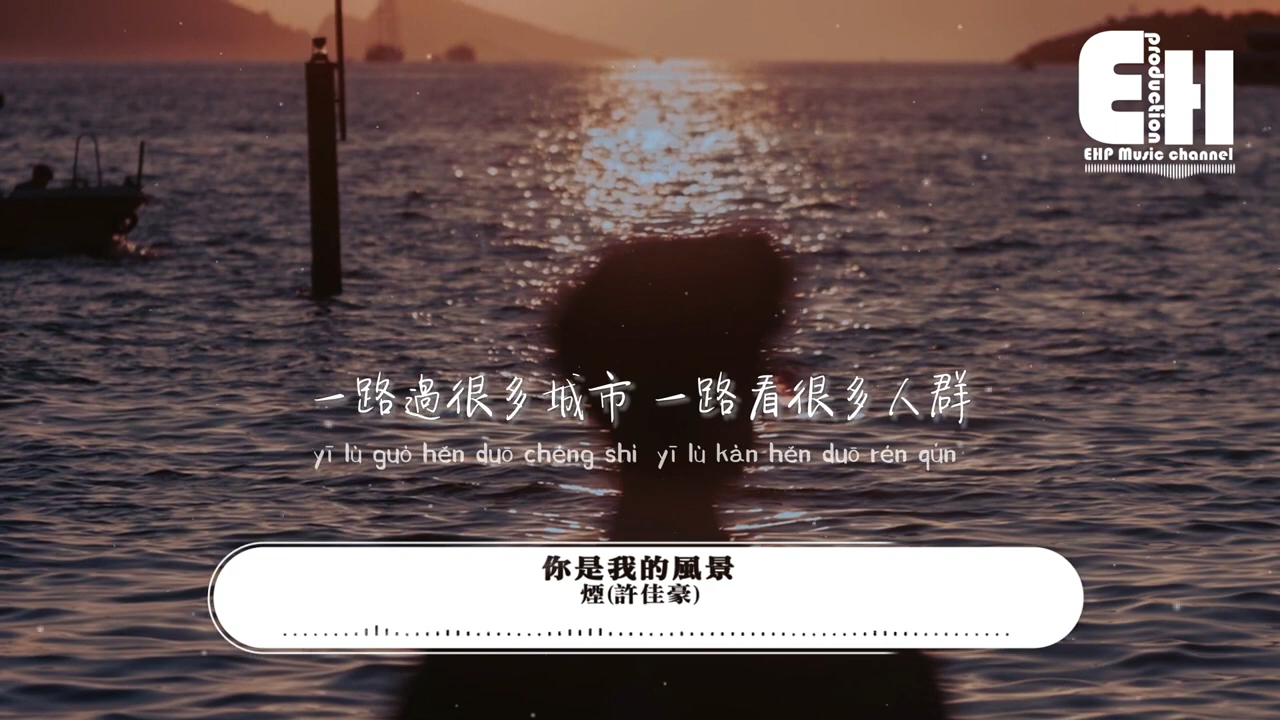 EH
production
EHP Music channel
一路過很多城市 一路看很多人群
yī lù guò hěn duō chéng shì yī lù kàn hěn duō rén qún
你是我的風景
煙(許佳豪)